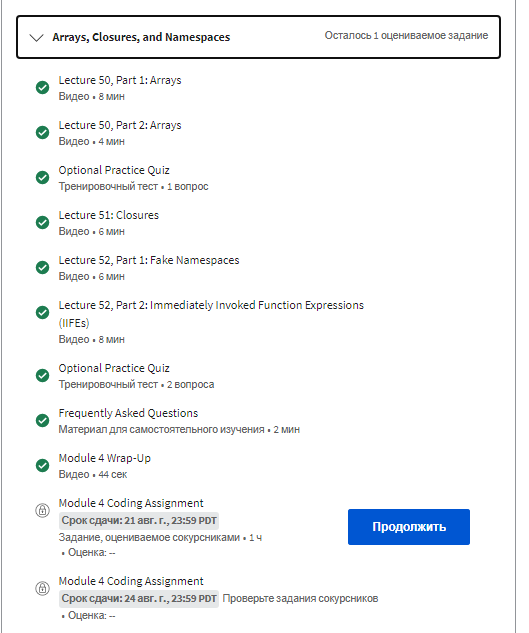 Arrays, Closures, and Namespaces
Осталось 1 оцениваемое задание
Lecture 50, Part 1: Arrays
Видео • 8 мин
Lecture 50, Part 2: Arrays
Видео • 4 мин
Optional Practice Quiz
Тренировочный тест • 1 вопрос
Lecture 51: Closures
Видео • 6 мин
Lecture 52, Part 1: Fake Namespaces
Видео • 6 мин
Lecture 52, Part 2: Immediately Invoked Function Expressions
(IIFEs)
Видео • 8 мин
Optional Practice Quiz
Тренировочный тест • 2 вопроса
Frequently Asked Questions
Материал для самостоятельного изучения • 2 мин
Module 4 Wrap-Up
Видео • 44 сек
Module 4 Coding Assignment
Срок сдачи: 21 авг. г., 23:59 PDT
Задание, оцениваемое сокурсниками • 1 ч
• Оценка: --
Продолжить
Module 4 Coding Assignment
Срок сдачи: 24 авг. г., 23:59 PDT Проверьте задания сокурсников
• Оценка: --